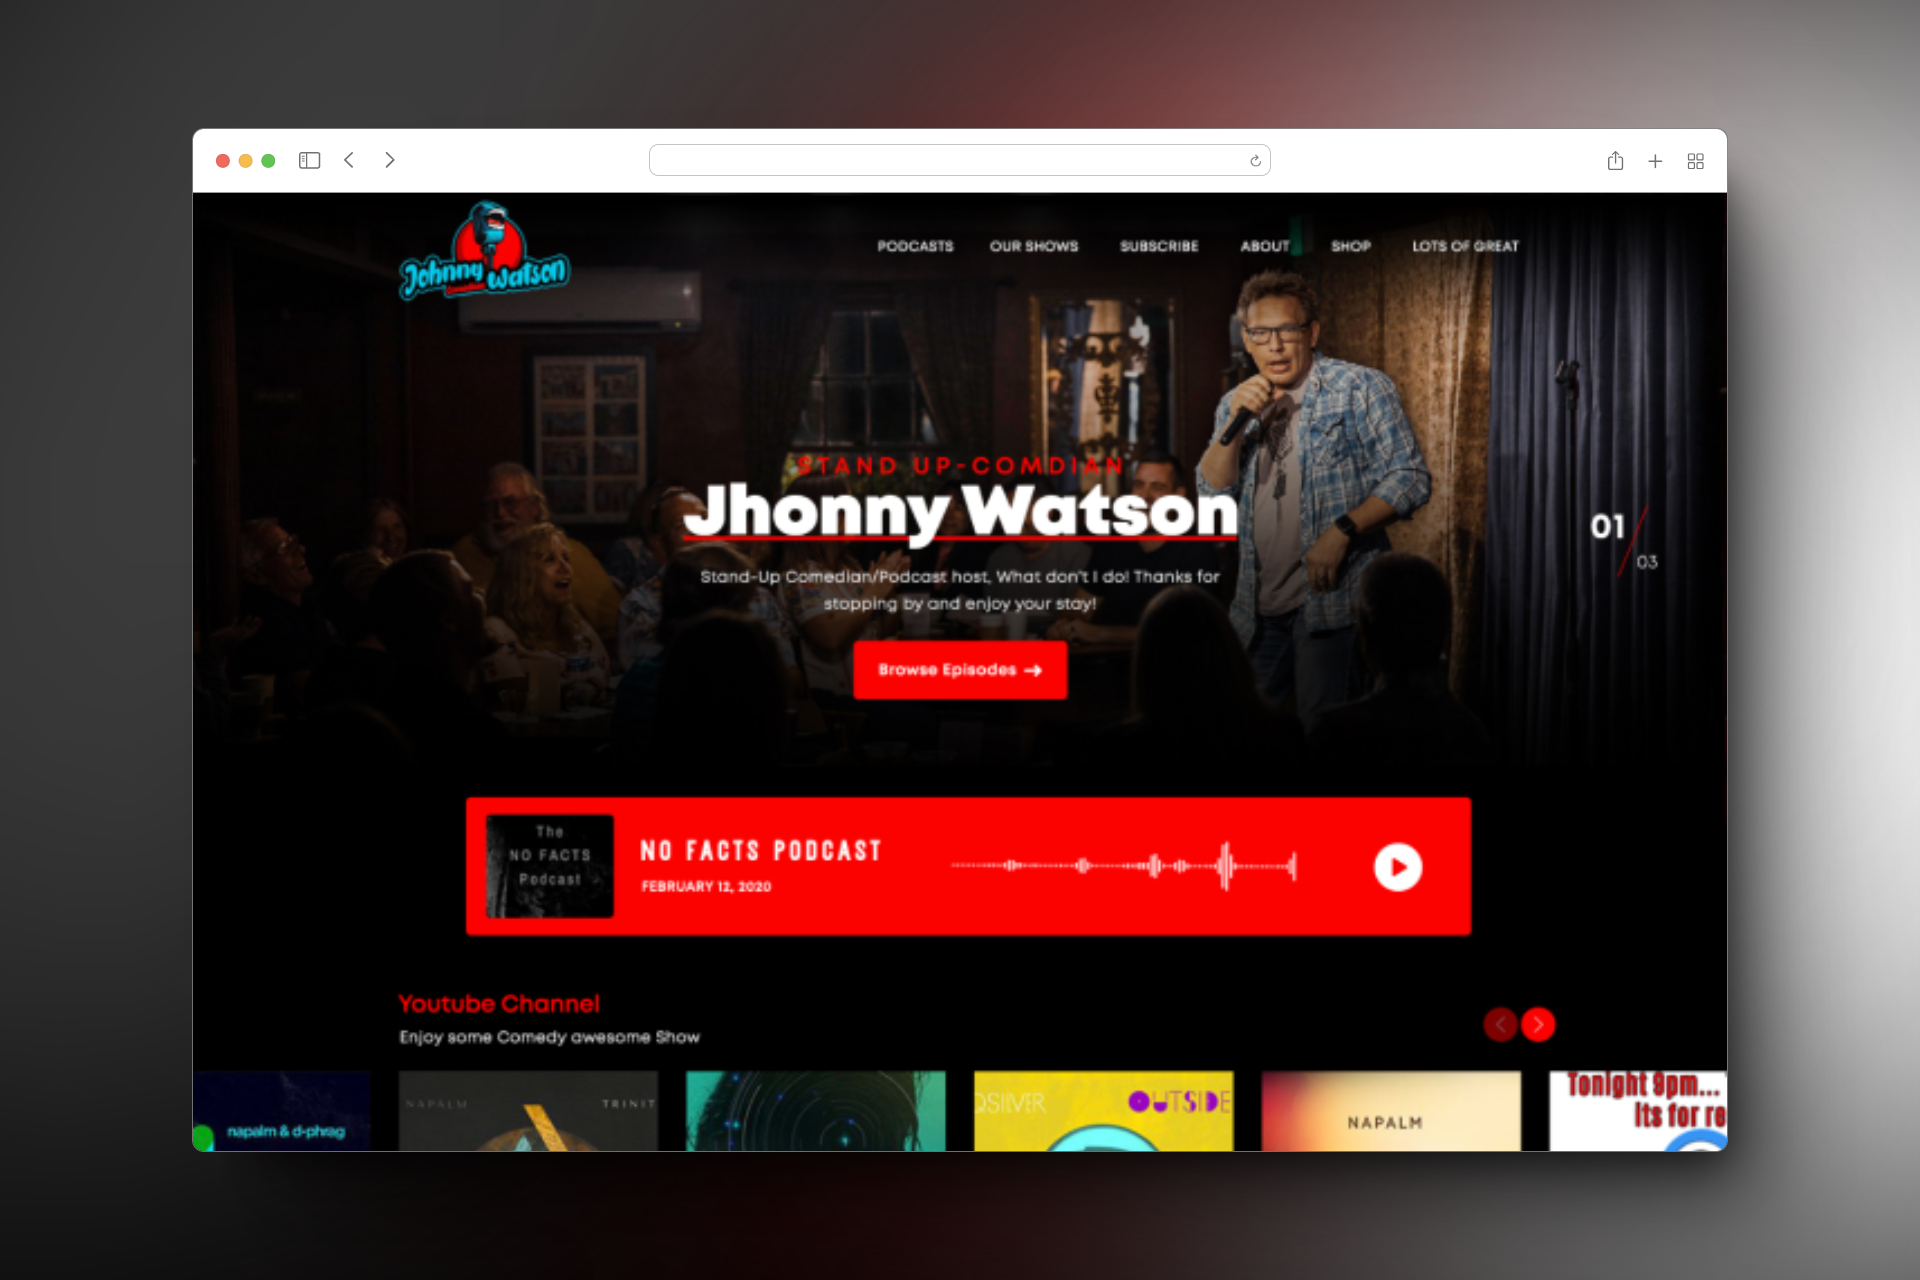 Johnny Watson
Comedian
PODCASTS OUR SHOWS SUBSCRIBE ABOUT SHOP LOTS OF GREAT
STAND UP-COMDIAN
Jhonny Watson
Stand-Up Comedian/Podcast host, What don't I do! Thanks for
stopping by and enjoy your stay!
Browse Episodes →
01
03
The
NO FACTS
Podcast
NO FACTS PODCAST
FEBRUARY 12, 2020
Youtube Channel
Enjoy some Comedy awesome Show
napalm & d-phrag
NAPALM TRINIT
OUTSIDE
NAPALM
Tonight 9pm...
Its for re